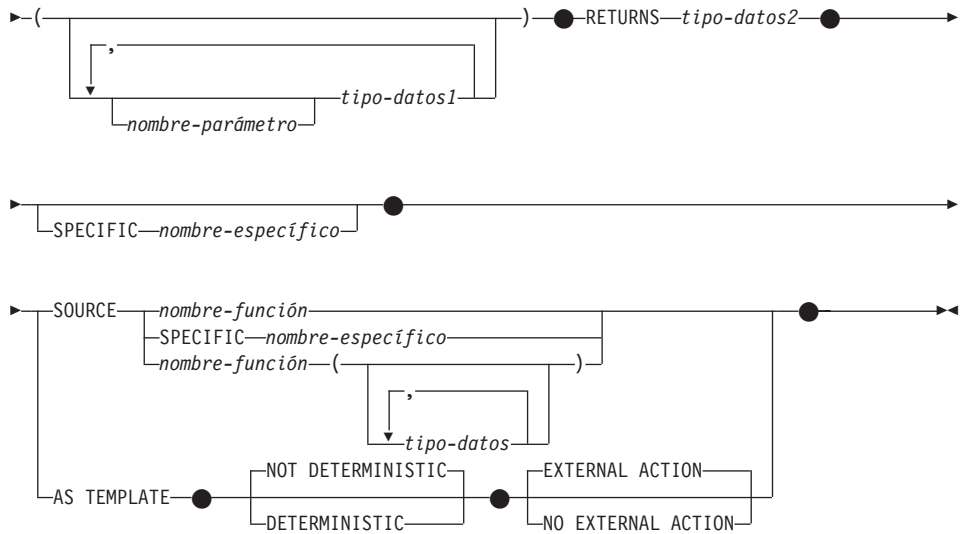 ( ) RETURNS tipo-datos2
,
tipo-datos1
nombre-parámetro
SPECIFIC nombre-específico
SOURCE nombre-función
SPECIFIC nombre-específico
nombre-función ( )
,
tipo-datos
NOT DETERMINISTIC EXTERNAL ACTION
AS TEMPLATE
DETERMINISTIC NO EXTERNAL ACTION